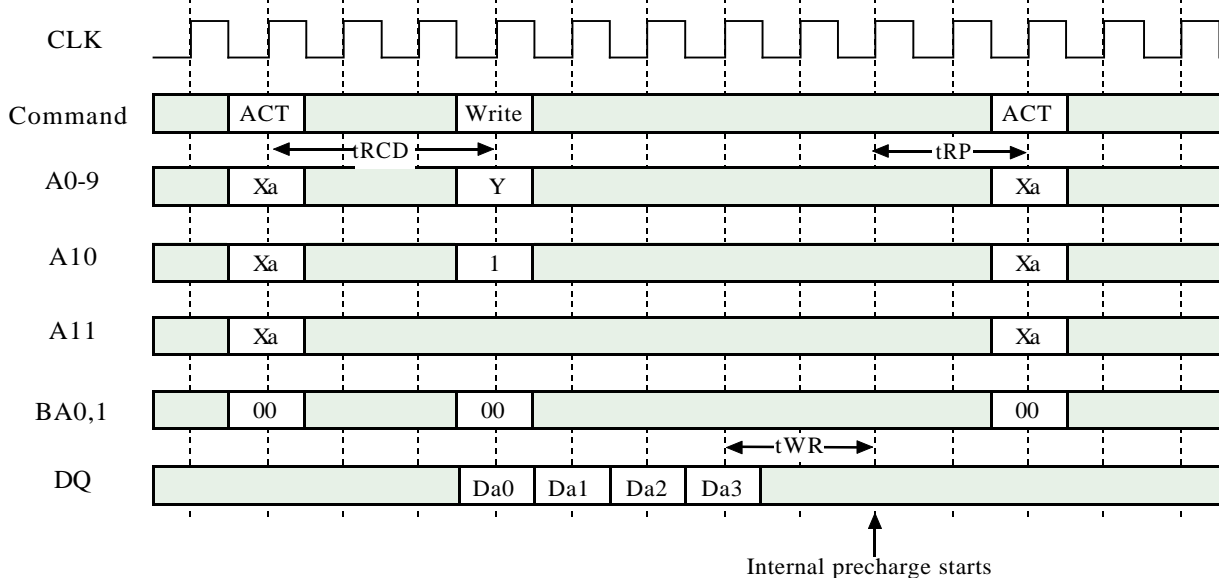 CLK
Command ACT Write ACT
tRCD tRP
A0-9 Xa Y Xa
A10 Xa 1 Xa
A11 Xa Xa
BA0,1 00 00 00
tWR
DQ Da0 Da1 Da2 Da3
Internal precharge starts